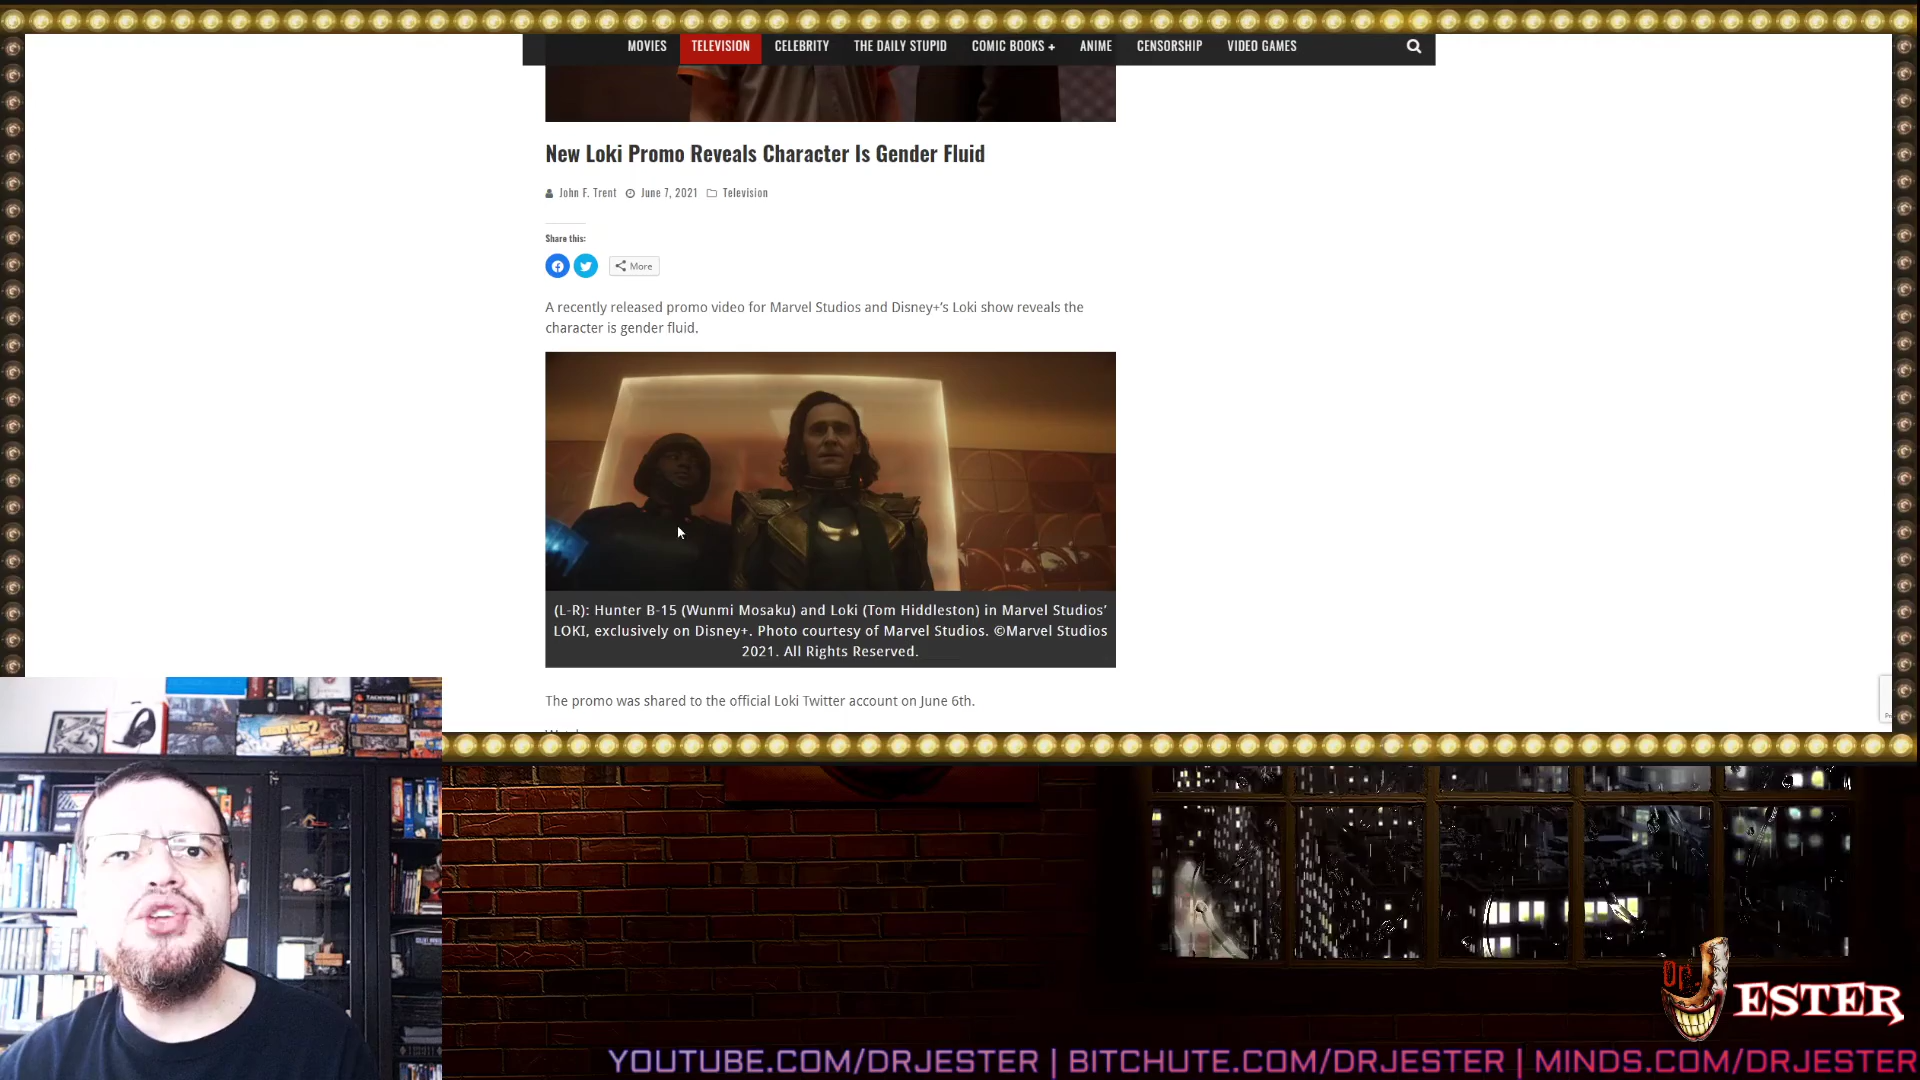 MOVIES TELEVISION CELEBRITY THE DAILY STUPID COMIC BOOKS + ANIME CENSORSHIP VIDEO GAMES
New Loki Promo Reveals Character Is Gender Fluid
John F. Trent June 7, 2021 Television
Share this:
More
A recently released promo video for Marvel Studios and Disney+'s Loki show reveals the
character is gender fluid.
(L-R): Hunter B-15 (Wunmi Mosaku) and Loki (Tom Hiddleston) in Marvel Studios'
LOKI, exclusively on Disney+. Photo courtesy of Marvel Studios. ©Marvel Studios
2021. All Rights Reserved.
The promo was shared to the official Loki Twitter account on June 6th.
Dr JESTER
YOUTUBE.COM/DRJESTER | BITCHUTE.COM/DRJESTER | MINDS.COM/DRJESTER